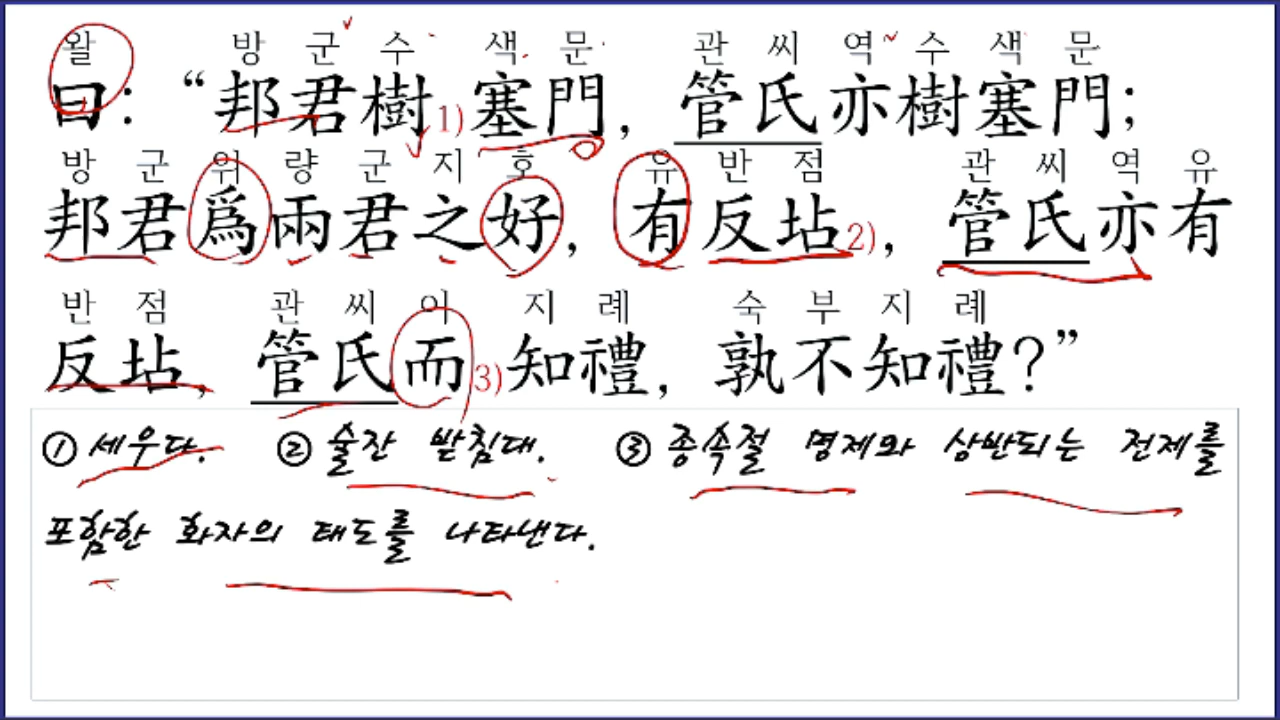 왈 방 군 수 색 문 관 씨 역 수 색 문
曰: “邦君樹1)塞門, 管氏亦樹塞門;
방 군 위 량 군 지 호 유 반 점 관 씨 역 유
邦君爲兩君之好, 有反坫2), 管氏亦有
반 점 관 씨 이 지 례 숙 부 지 례
反坫, 管氏而3)知禮, 孰不知禮?”
① 세우다. ② 술잔 받침대. ③ 종속절 명제와 상반되는 전제를
포함한 화자의 태도를 나타낸다.